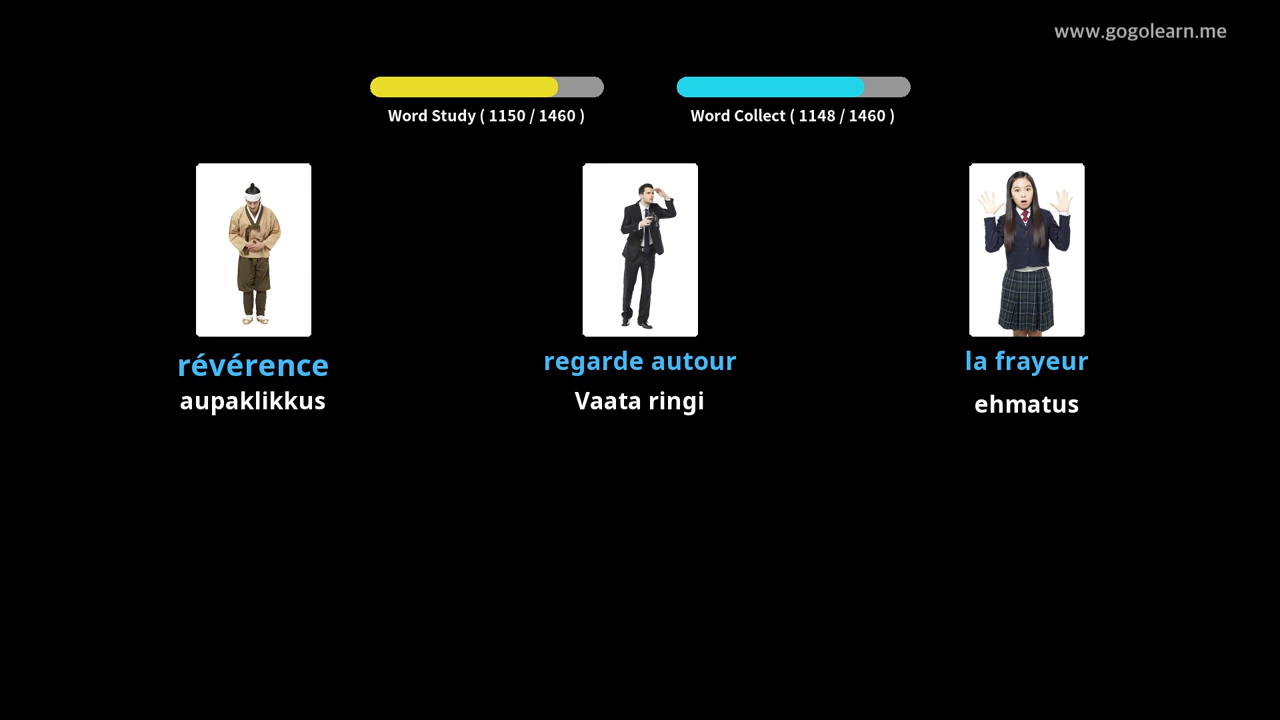 www.gogolearn.me
Word Study ( 1150 / 1460 )
Word Collect ( 1148 / 1460 )
révérence
aupaklikkus
regarde autour
Vaata ringi
la frayeur
ehmatus